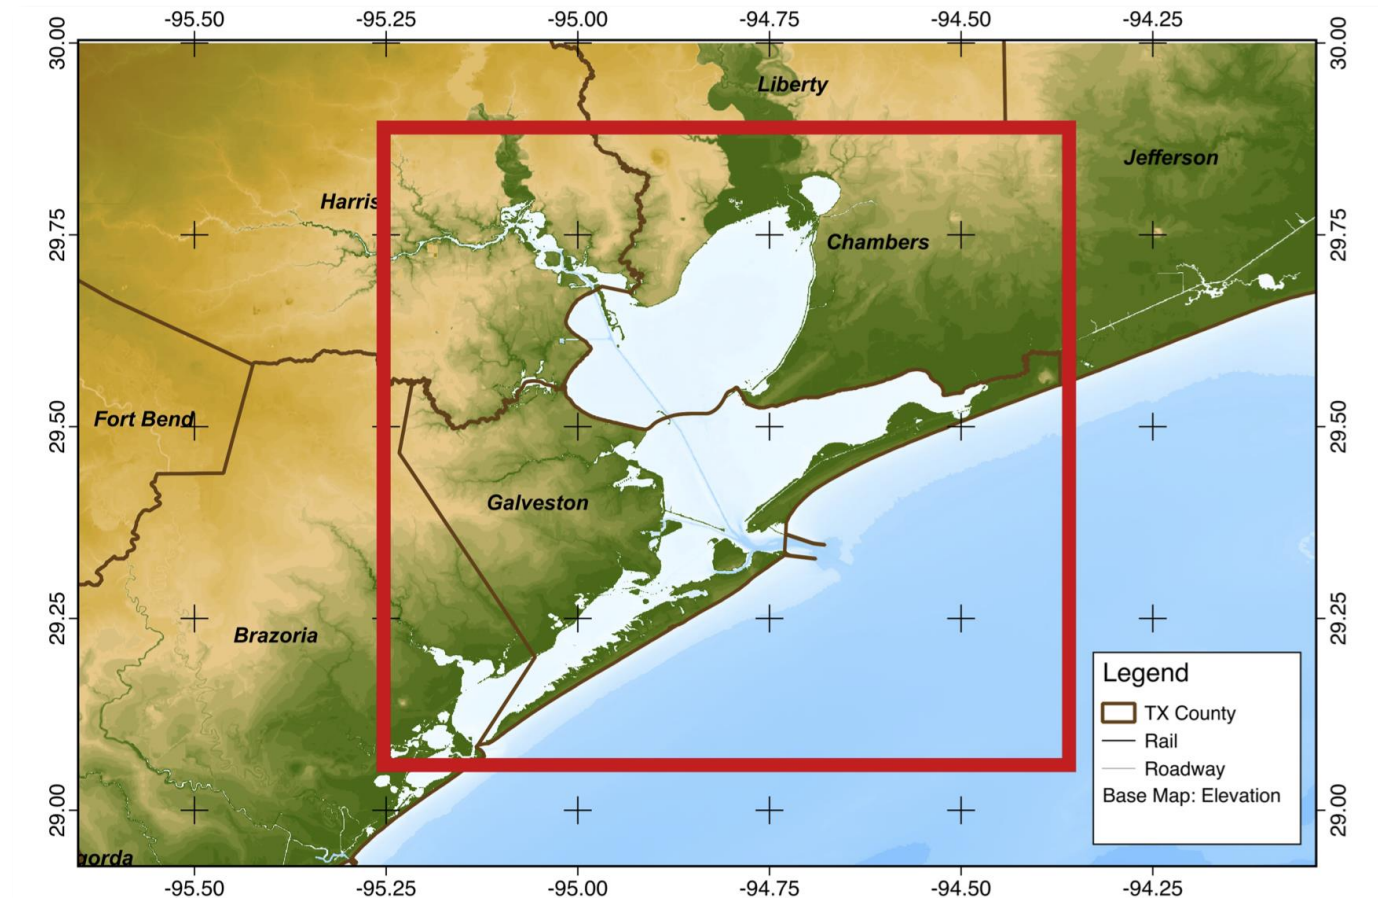 -95.50 -95.25 -95.00 -94.75 -94.50 -94.25
30.00 30.00
Liberty
Jefferson
Harris
29.75 29.75
Chambers
Fort Bend
29.50 29.50
Galveston
29.25 29.25
Brazoria
Legend
TX County
Rail
Roadway
Base Map: Elevation
29.00 29.00
gorda
-95.50 -95.25 -95.00 -94.75 -94.50 -94.25